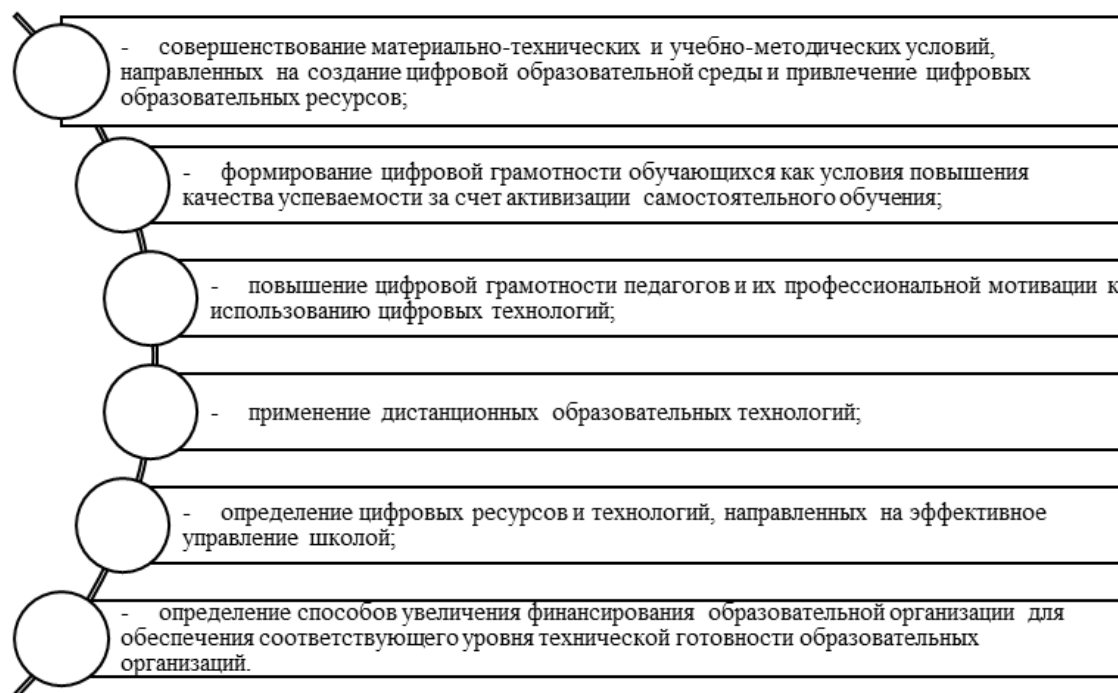 - совершенствование материально-технических и учебно-методических условий,
направленных на создание цифровой образовательной среды и привлечение цифровых
образовательных ресурсов;
- формирование цифровой грамотности обучающихся как условия повышения
качества успеваемости за счет активизации самостоятельного обучения;
- повышение цифровой грамотности педагогов и их профессиональной мотивации к
использованию цифровых технологий;
- применение дистанционных образовательных технологий;
- определение цифровых ресурсов и технологий, направленных на эффективное
управление школой;
- определение способов увеличения финансирования образовательной организации для
обеспечения соответствующего уровня технической готовности образовательных
организаций.